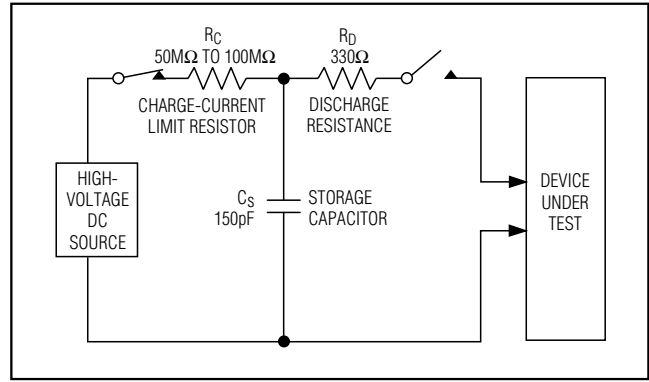 R_C
50MΩ TO 100MΩ
CHARGE-CURRENT
LIMIT RESISTOR
R_D
330Ω
DISCHARGE
RESISTANCE
HIGH-
VOLTAGE
DC
SOURCE
C_S
150pF
STORAGE
CAPACITOR
DEVICE
UNDER
TEST